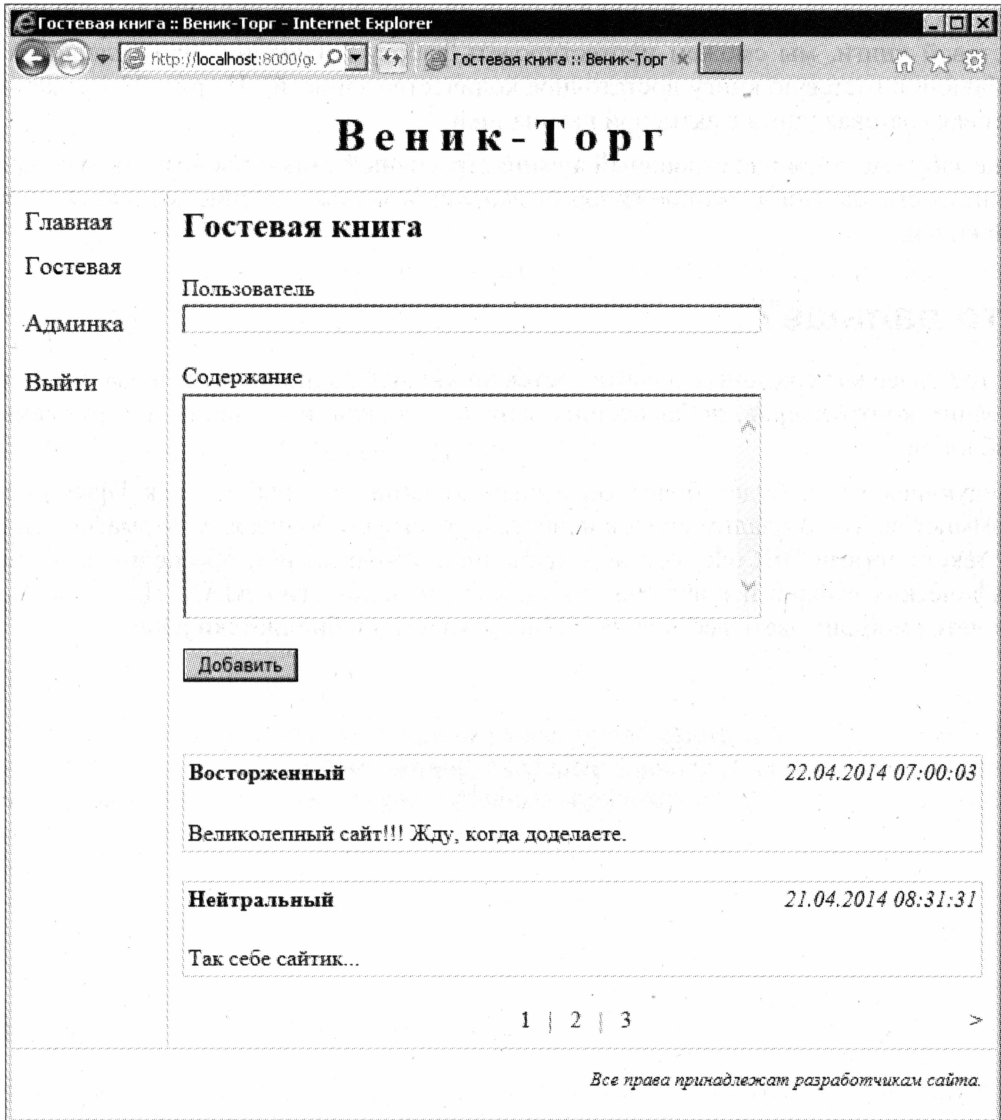 Гостевая книга :: Веник-Торг - Internet Explorer
http://localhost:8000/gu
Гостевая книга :: Веник-Торг
Веник-Торг
Главная
Гостевая
Админка
Выйти
Гостевая книга
Пользователь
Содержание
Добавить
Восторженный 22.04.2014 07:00:03
Великолепный сайт!!! Жду, когда доделаете.
Нейтральный 21.04.2014 08:31:31
Так себе сайтик...
1 | 2 | 3 >
Все права принадлежат разработчикам сайта.